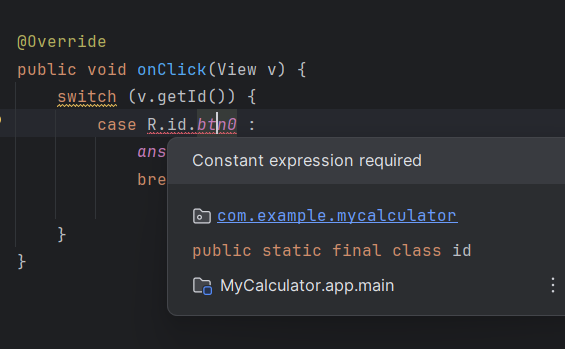 @Override
public void onClick(View v) {
switch (v.getId()) {
case R.id.btn0 :
ans
bre
Constant expression required
com.example.mycalculator
public static final class id
MyCalculator.app.main
}
}